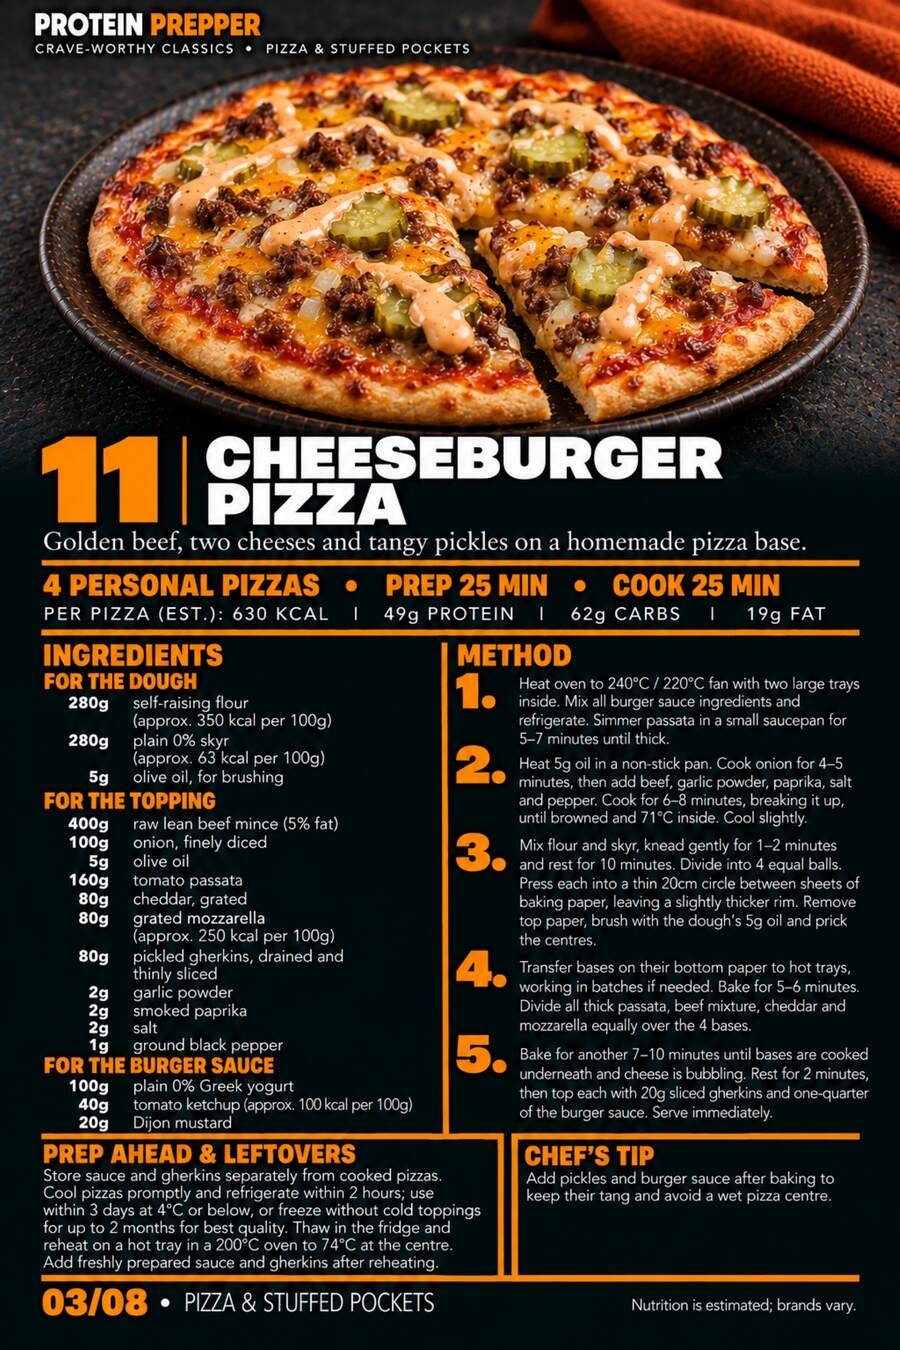 PROTEIN PREPPER
CRAVE-WORTHY CLASSICS • PIZZA & STUFFED POCKETS
11 | CHEESEBURGER
PIZZA
Golden beef, two cheeses and tangy pickles on a homemade pizza base.
4 PERSONAL PIZZAS • PREP 25 MIN • COOK 25 MIN
PER PIZZA (EST.): 630 KCAL | 49g PROTEIN | 62g CARBS | 19g FAT
INGREDIENTS
FOR THE DOUGH
280g self-raising flour
(approx. 350 kcal per 100g)
280g plain 0% skyr
(approx. 63 kcal per 100g)
5g olive oil, for brushing
FOR THE TOPPING
400g raw lean beef mince (5% fat)
100g onion, finely diced
5g olive oil
160g tomato passata
80g cheddar, grated
80g grated mozzarella
(approx. 250 kcal per 100g)
80g pickled gherkins, drained and
thinly sliced
2g garlic powder
2g smoked paprika
2g salt
1g ground black pepper
FOR THE BURGER SAUCE
100g plain 0% Greek yogurt
40g tomato ketchup (approx. 100 kcal per 100g)
20g Dijon mustard
METHOD
1. Heat oven to 240°C / 220°C fan with two large trays
inside. Mix all burger sauce ingredients and
refrigerate. Simmer passata in a small saucepan for
5–7 minutes until thick.
2. Heat 5g oil in a non-stick pan. Cook onion for 4–5
minutes, then add beef, garlic powder, paprika, salt
and pepper. Cook for 6–8 minutes, breaking it up,
until browned and 71°C inside. Cool slightly.
3. Mix flour and skyr, knead gently for 1–2 minutes
and rest for 10 minutes. Divide into 4 equal balls.
Press each into a thin 20cm circle between sheets of
baking paper, leaving a slightly thicker rim. Remove
top paper, brush with the dough's 5g oil and prick
the centres.
4. Transfer bases on their bottom paper to hot trays,
working in batches if needed. Bake for 5–6 minutes.
Divide all thick passata, beef mixture, cheddar and
mozzarella equally over the 4 bases.
5. Bake for another 7–10 minutes until bases are cooked
underneath and cheese is bubbling. Rest for 2 minutes,
then top each with 20g sliced gherkins and one-quarter
of the burger sauce. Serve immediately.
PREP AHEAD & LEFTOVERS
Store sauce and gherkins separately from cooked pizzas.
Cool pizzas promptly and refrigerate within 2 hours; use
within 3 days at 4°C or below, or freeze without cold toppings
for up to 2 months for best quality. Thaw in the fridge and
reheat on a hot tray in a 200°C oven to 74°C at the centre.
Add freshly prepared sauce and gherkins after reheating.
CHEF'S TIP
Add pickles and burger sauce after baking to
keep their tang and avoid a wet pizza centre.
03/08 • PIZZA & STUFFED POCKETS
Nutrition is estimated; brands vary.